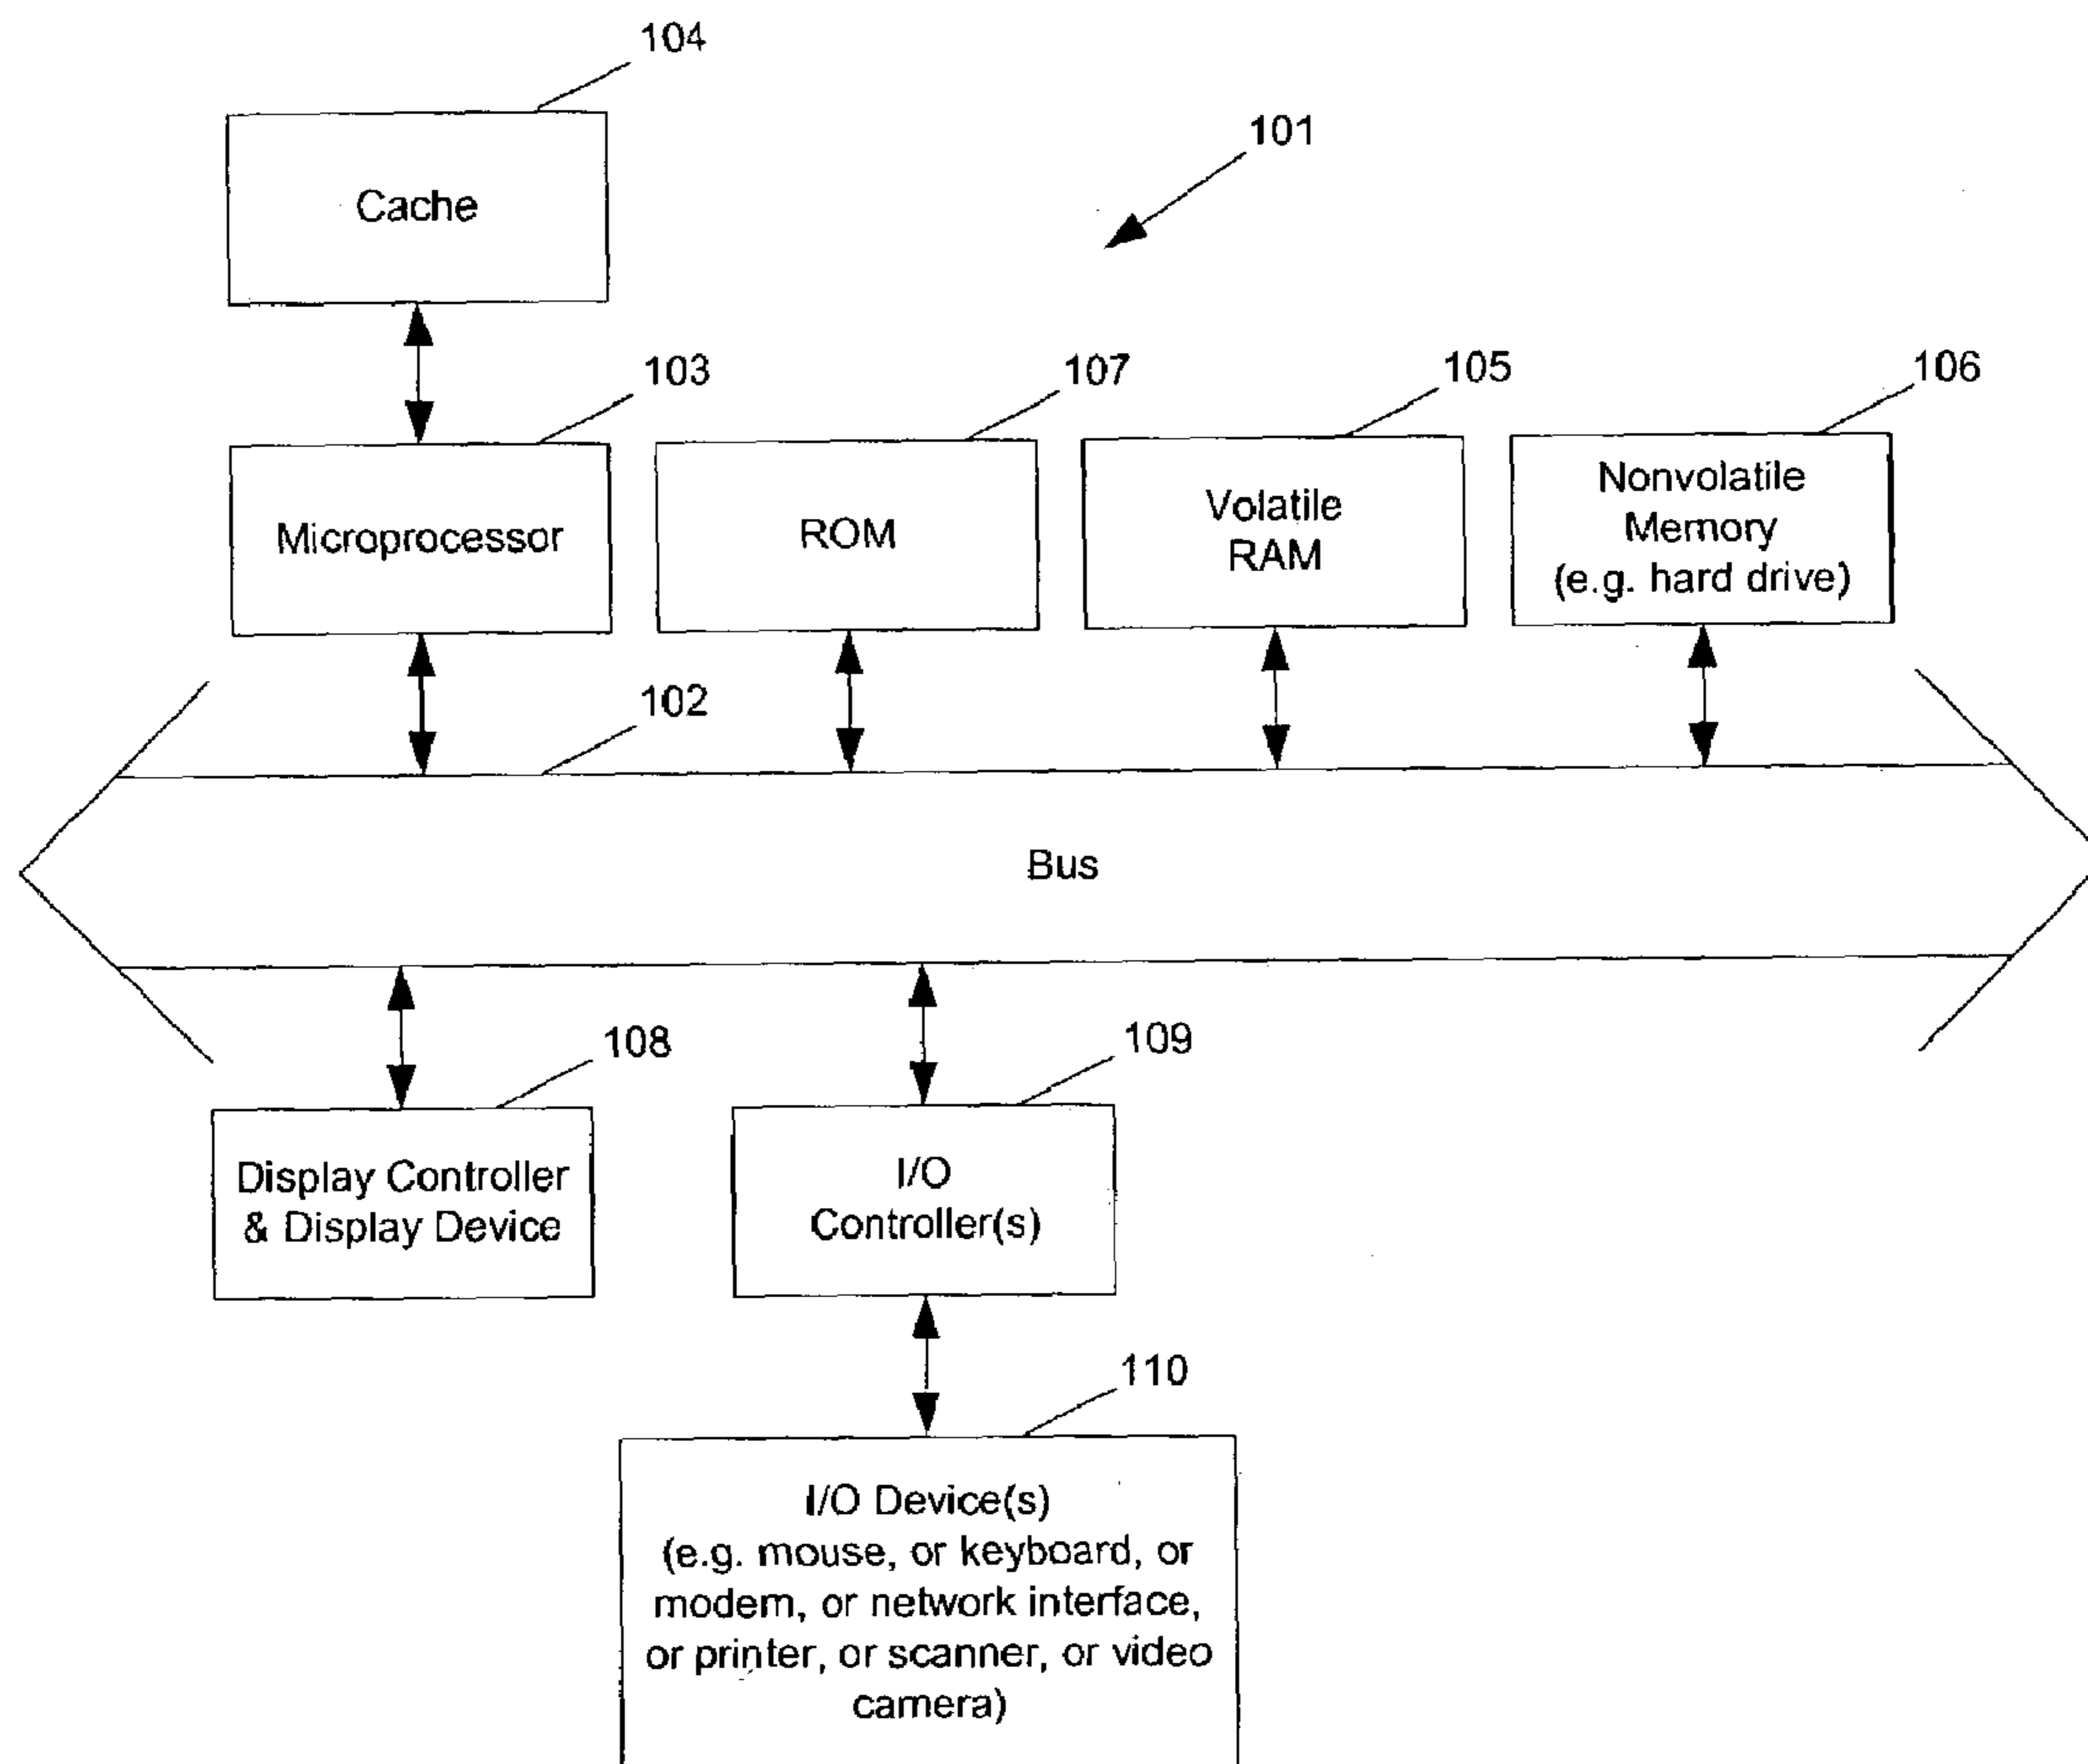 104
101
Cache
103
107
105
106
Microprocessor
ROM
Volatile
RAM
Nonvolatile
Memory
(e.g. hard drive)
102
Bus
108
109
Display Controller
& Display Device
I/O
Controller(s)
110
I/O Device(s)
(e.g. mouse, or keyboard, or
modem, or network interface,
or printer, or scanner, or video
camera)